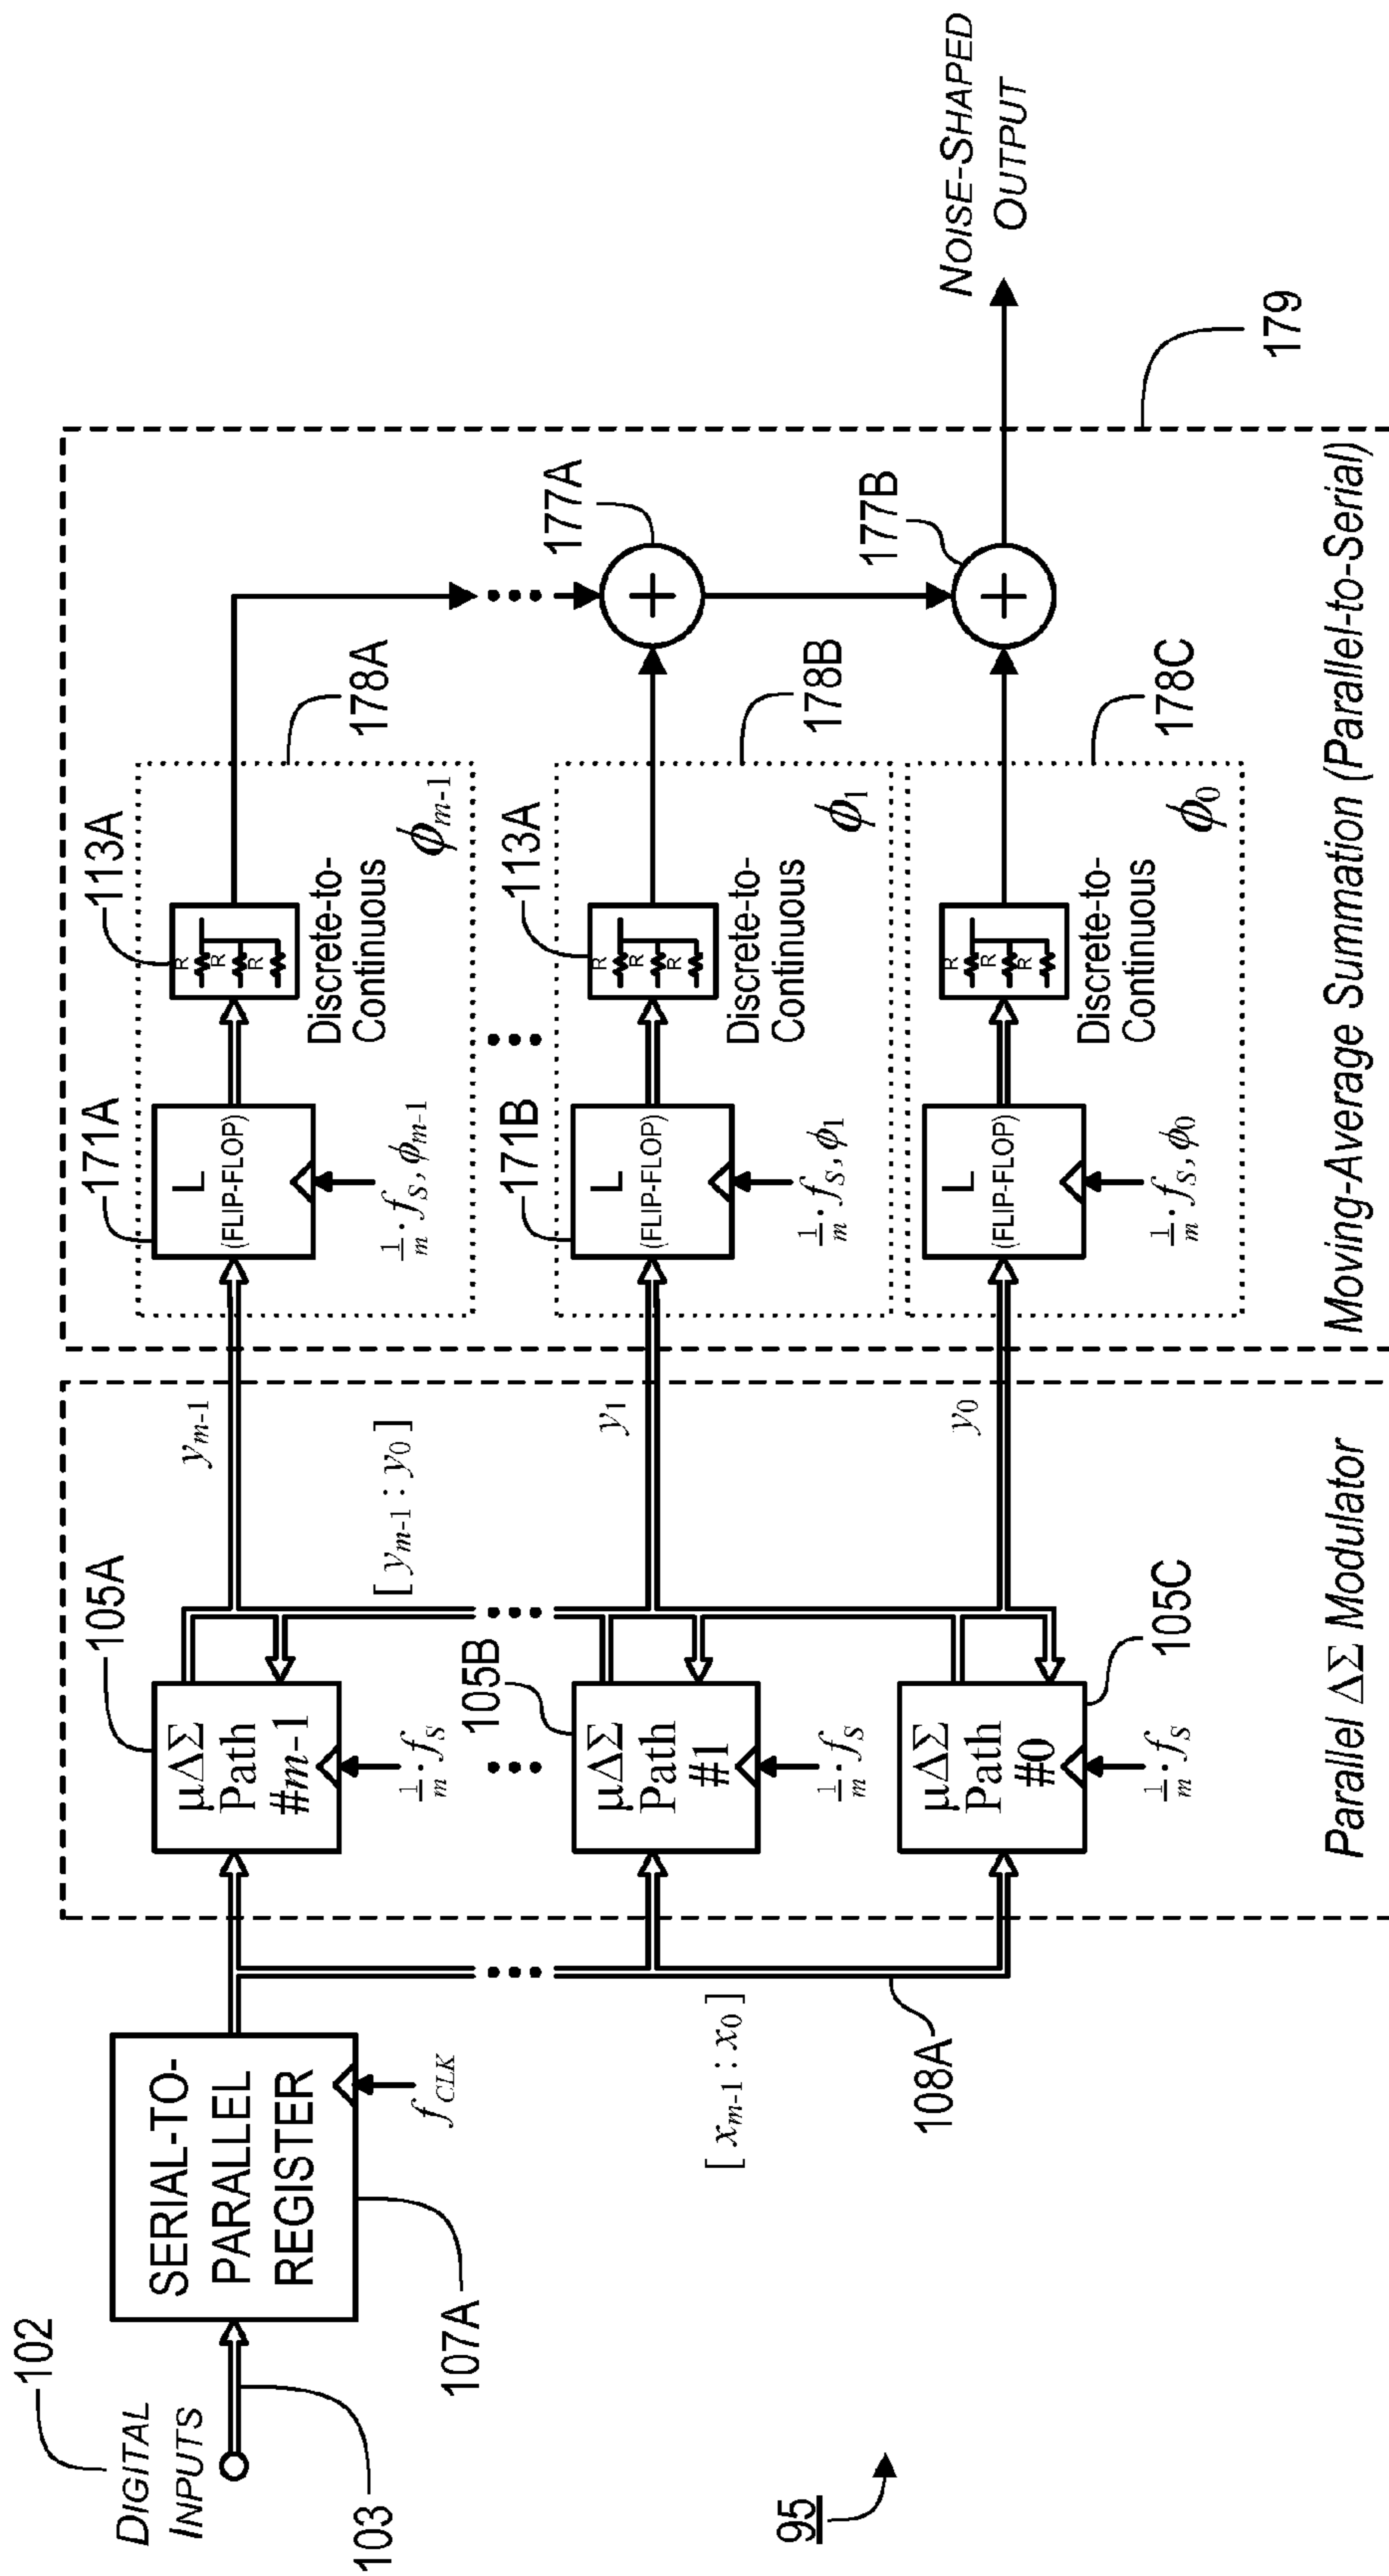 102
DIGITAL
INPUTS
103
SERIAL-TO-
PARALLEL
REGISTER
f_CLK
107A
[ x_{m-1} : x_0 ]
108A
95
105A
μΔΣ
Path
#m-1
1/m · f_S
105B
μΔΣ
Path
#1
1/m · f_S
μΔΣ
Path
#0
1/m · f_S
105C
Parallel ΔΣ Modulator
y_{m-1}
[ y_{m-1} : y_0 ]
y_1
y_0
171A
L
(FLIP-FLOP)
1/m · f_S, ϕ_{m-1}
113A
R
R
R
Discrete-to-
Continuous
ϕ_{m-1}
178A
171B
L
(FLIP-FLOP)
1/m · f_S, ϕ_1
113A
R
R
R
Discrete-to-
Continuous
ϕ_1
178B
L
(FLIP-FLOP)
1/m · f_S, ϕ_0
R
R
R
Discrete-to-
Continuous
ϕ_0
178C
177A
+
177B
+
NOISE-SHAPED
OUTPUT
179
Moving-Average Summation (Parallel-to-Serial)